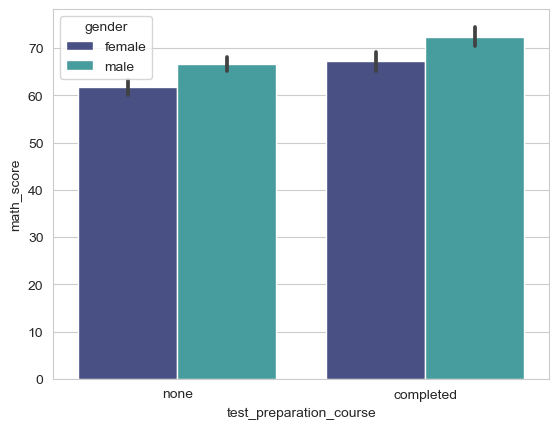 gender
female
male
70
60
50
40
30
20
10
0
math_score
none
completed
test_preparation_course